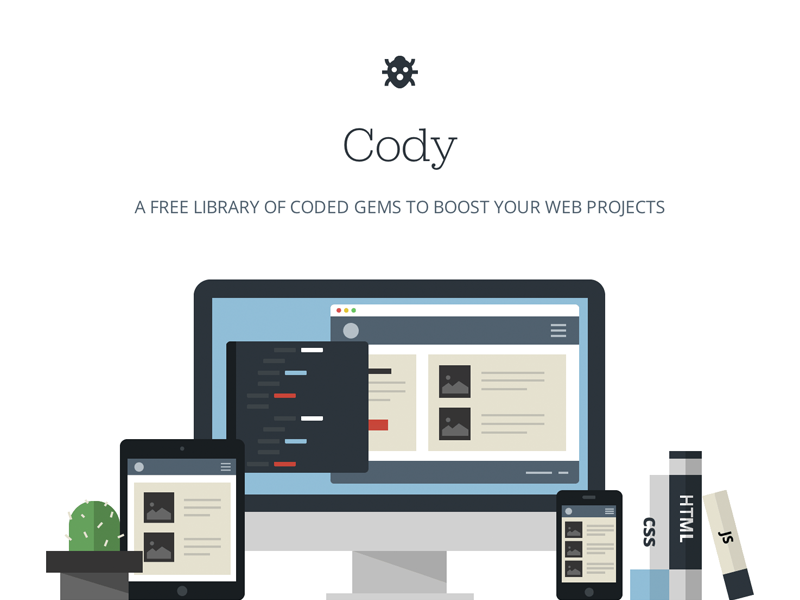 Cody
A FREE LIBRARY OF CODED GEMS TO BOOST YOUR WEB PROJECTS
CSS
HTML
JS